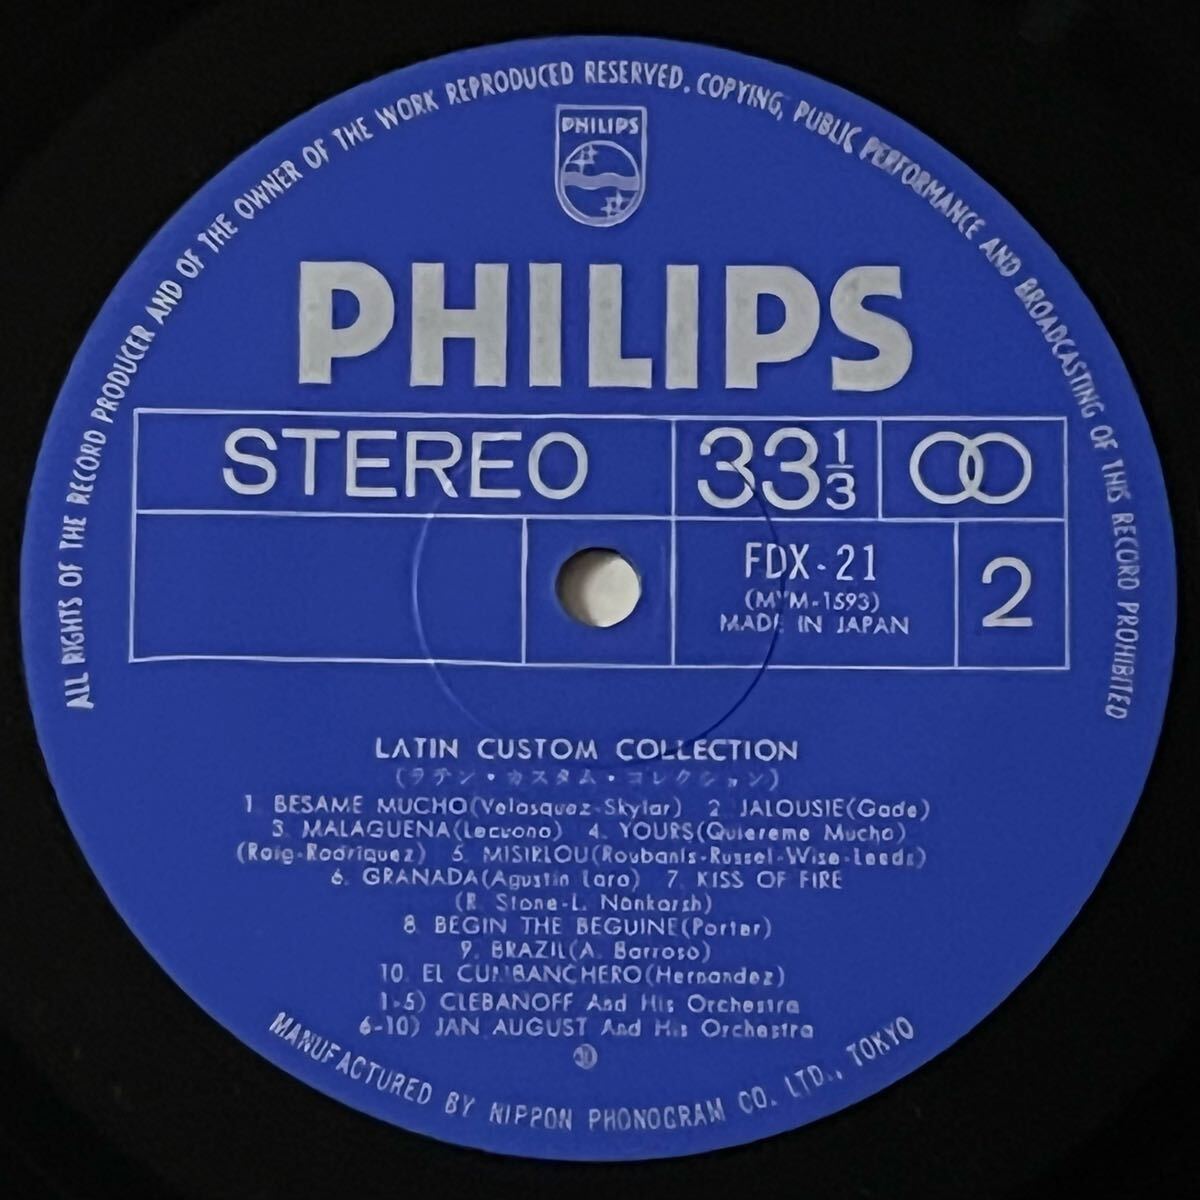 ALL RIGHTS OF THE RECORD PRODUCER AND OF THE OWNER OF THE WORK REPRODUCED RESERVED. COPYING, PUBLIC PERFORMANCE AND BROADCASTING OF THIS RECORD PROHIBITED
PHILIPS
PHILIPS
STEREO 33 1/3
FDX-21
(MYM-1593)
MADE IN JAPAN
2
LATIN CUSTOM COLLECTION
(ラテン・カスタム・コレクション)
1. BESAME MUCHO(Velasquez-Skylar) 2. JALOUSIE(Gade)
3. MALAGUENA(Lecuona) 4. YOURS(Quiereme Mucho)
(Roig-Rodriquez) 5. MISIRLOU(Roubanis-Russel-Wise-Leeds)
6. GRANADA(Agustin Lara) 7. KISS OF FIRE
(R. Stone-L. Nonkarsh)
8. BEGIN THE BEGUINE(Porter)
9. BRAZIL(A. Barroso)
10. EL CUMBANCHERO(Hernandez)
1-5) CLEBANOFF And His Orchestra
6-10) JAN AUGUST And His Orchestra
MANUFACTURED BY NIPPON PHONOGRAM CO. LTD., TOKYO